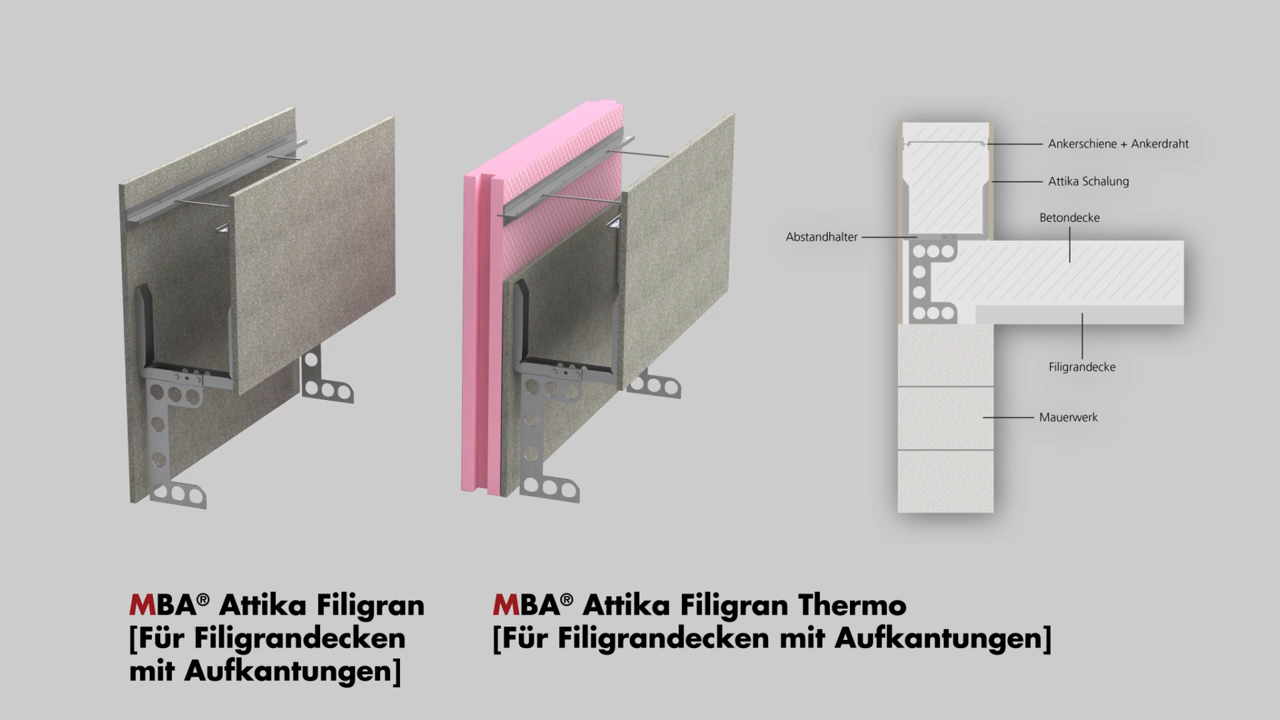 Ankerschiene + Ankerdraht
Attika Schalung
Betondecke
Abstandhalter
Filigrandecke
Mauerwerk
MBA® Attika Filigran
[Für Filigrandecken
mit Aufkantungen]
MBA® Attika Filigran Thermo
[Für Filigrandecken mit Aufkantungen]